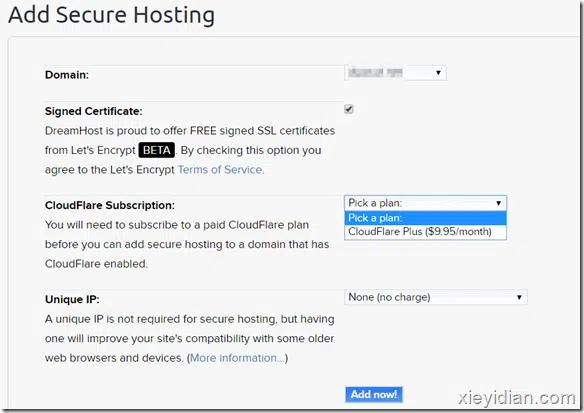 Add Secure Hosting
Domain:
Signed Certificate:
DreamHost is proud to offer FREE signed SSL certificates
from Let's Encrypt BETA. By checking this option you
agree to the Let's Encrypt Terms of Service.
CloudFlare Subscription:
You will need to subscribe to a paid CloudFlare plan
before you can add secure hosting to a domain that has
CloudFlare enabled.
Pick a plan:
Pick a plan:
CloudFlare Plus ($9.95/month)
Unique IP:
A unique IP is not required for secure hosting, but having
one will improve your site's compatibility with some older
web browsers and devices. (More information...)
None (no charge)
Add now!
xieyidian.com